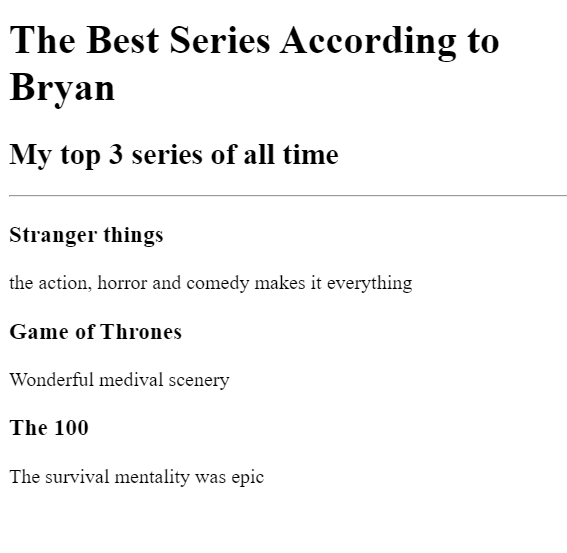 The Best Series According to
Bryan
My top 3 series of all time
Stranger things
the action, horror and comedy makes it everything
Game of Thrones
Wonderful medival scenery
The 100
The survival mentality was epic